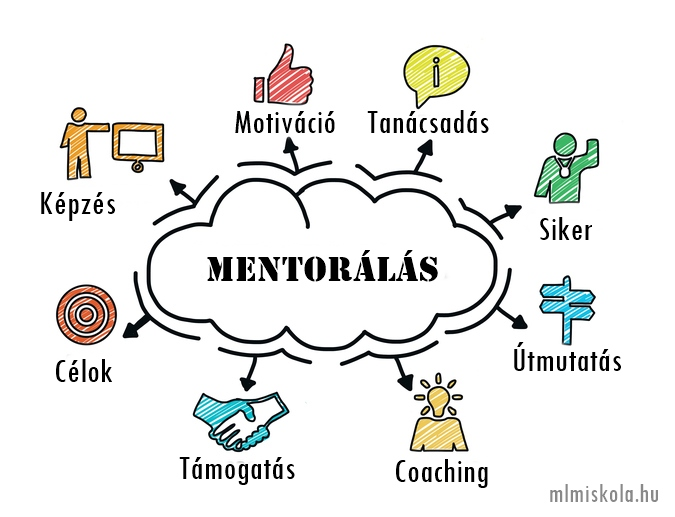 Motiváció
Tanácsadás
Képzés
Siker
MENTORÁLÁS
Célok
Útmutatás
Támogatás
Coaching
mlmiskola.hu